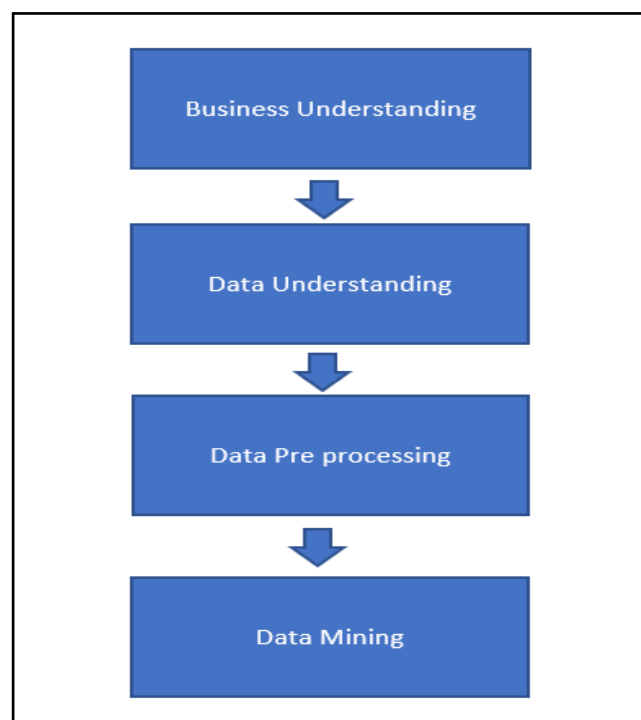 Business Understanding
Data Understanding
Data Pre processing
Data Mining